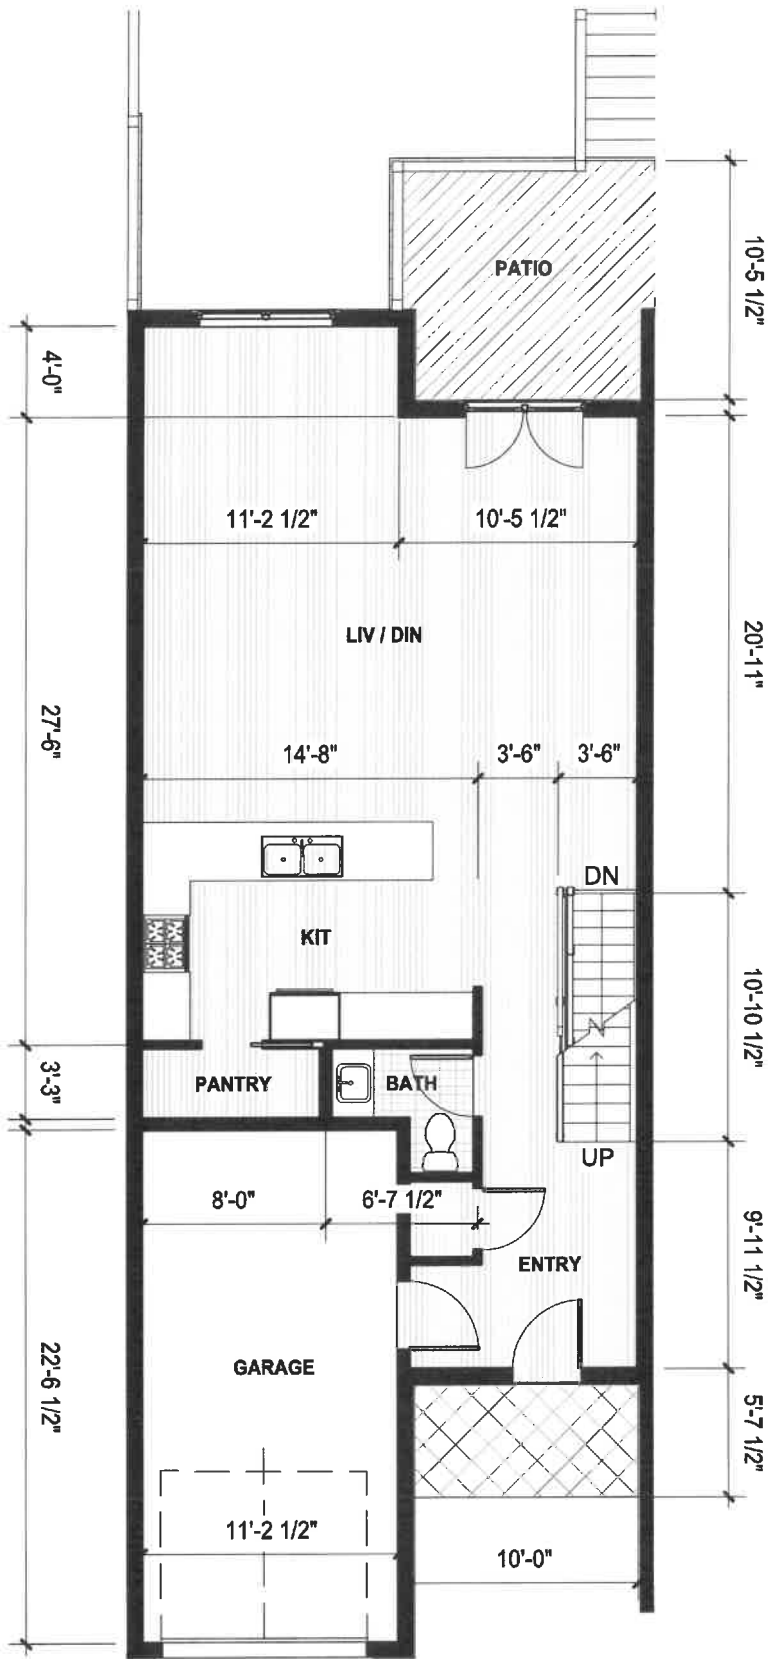 PATIO
10'-5 1/2"
4'-0"
11'-2 1/2"
10'-5 1/2"
LIV / DIN
20'-11"
27'-6"
14'-8"
3'-6"
3'-6"
DN
KIT
10'-10 1/2"
3'-3"
PANTRY
BATH
UP
8'-0"
6'-7 1/2"
9'-11 1/2"
ENTRY
GARAGE
22'-6 1/2"
5'-7 1/2"
11'-2 1/2"
10'-0"